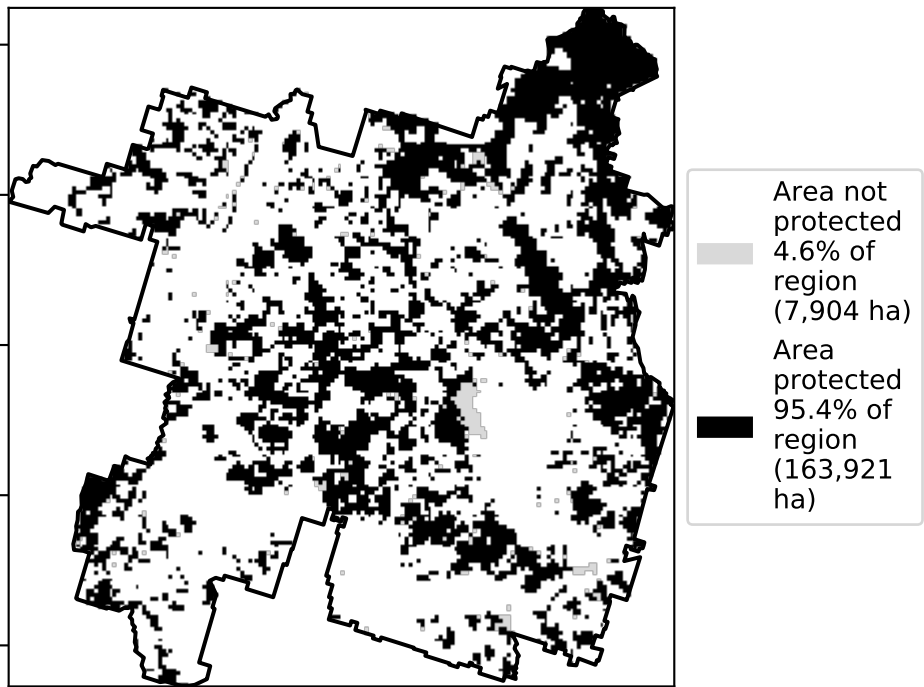 Area not
protected
4.6% of
region
(7,904 ha)
Area
protected
95.4% of
region
(163,921
ha)